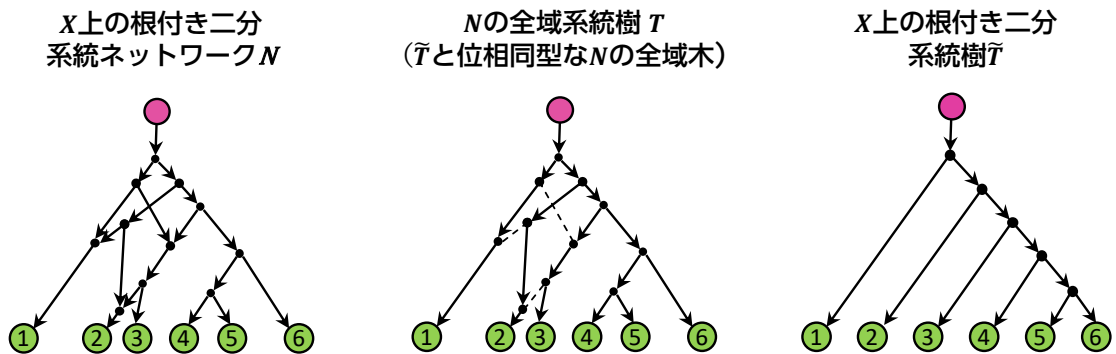 X上の根付き二分
系統ネットワークN
Nの全域系統樹 T
（T̃と位相同型なNの全域木）
X上の根付き二分
系統樹T̃
1 2 3 4 5 6
1 2 3 4 5 6
1 2 3 4 5 6